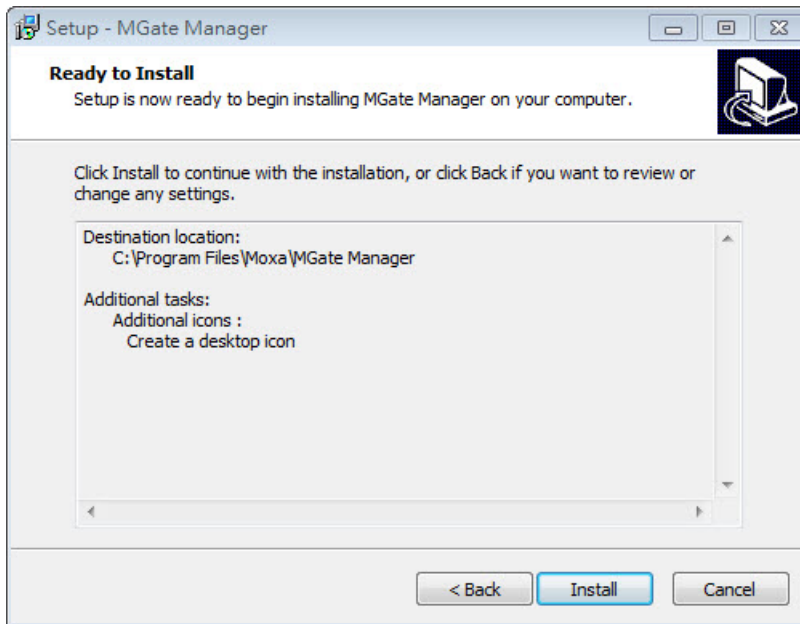 Setup - MGate Manager
Ready to Install
Setup is now ready to begin installing MGate Manager on your computer.
Click Install to continue with the installation, or click Back if you want to review or
change any settings.
Destination location:
C:\Program Files\Moxa\MGate Manager
Additional tasks:
Additional icons :
Create a desktop icon
< Back
Install
Cancel